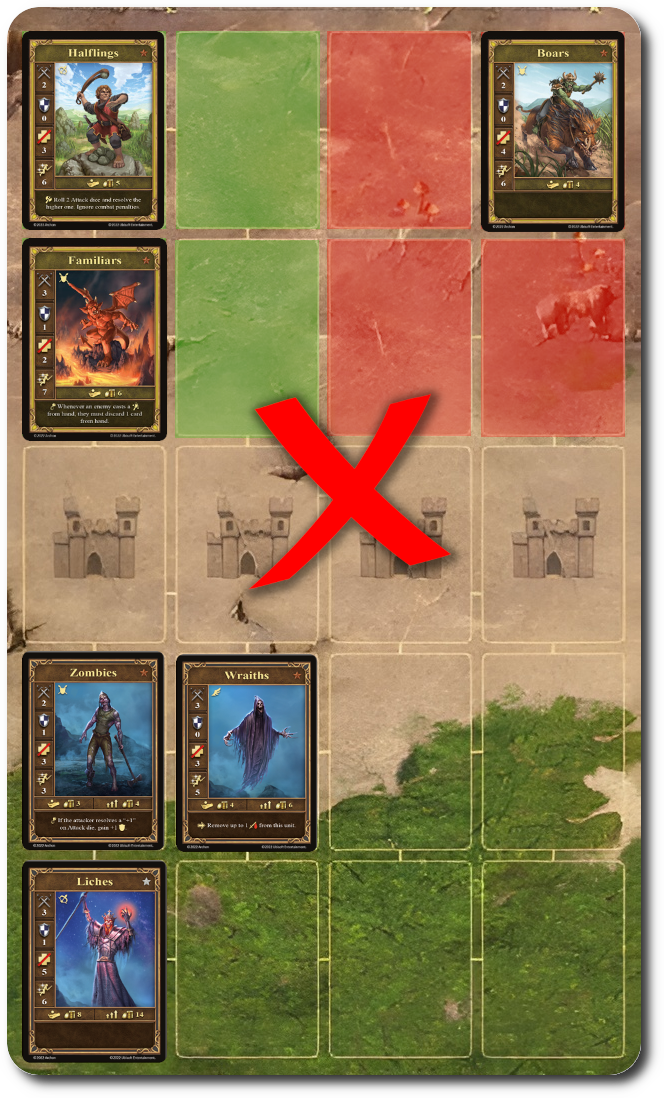 Halflings
2
0
3
6
5
Roll 2 Attack dice and resolve the
higher one. Ignore combat penalties.
Boars
2
0
4
6
4
Familiars
3
1
2
7
6
Whenever an enemy casts a
from hand, they must discard 1 card
from hand.
Zombies
2
1
3
3
3
4
If the attacker resolves a "+1"
on Attack die, gain +1
Wraiths
3
0
3
5
4
6
Remove up to 1 from this unit.
Liches
3
1
5
6
8
14